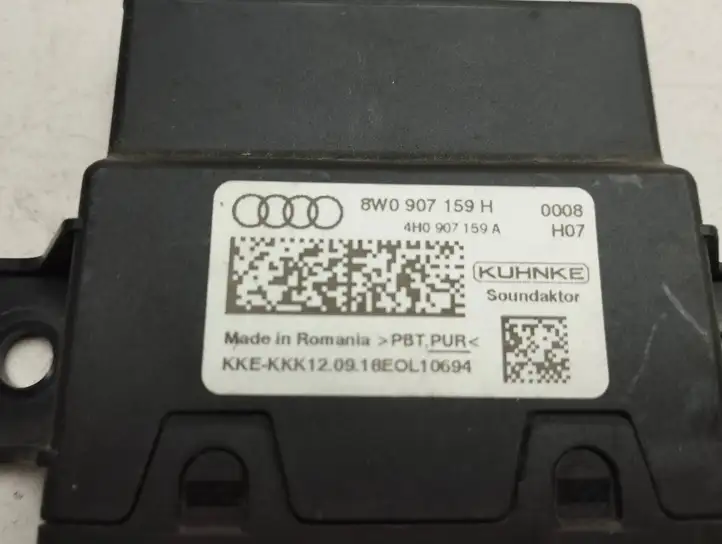 8W0 907 159 H 0008
4H0 907 159 A H07
KUHNKE
Soundaktor
Made in Romania >PBT,PUR<
KKE-KKK12.09.18EOL10694